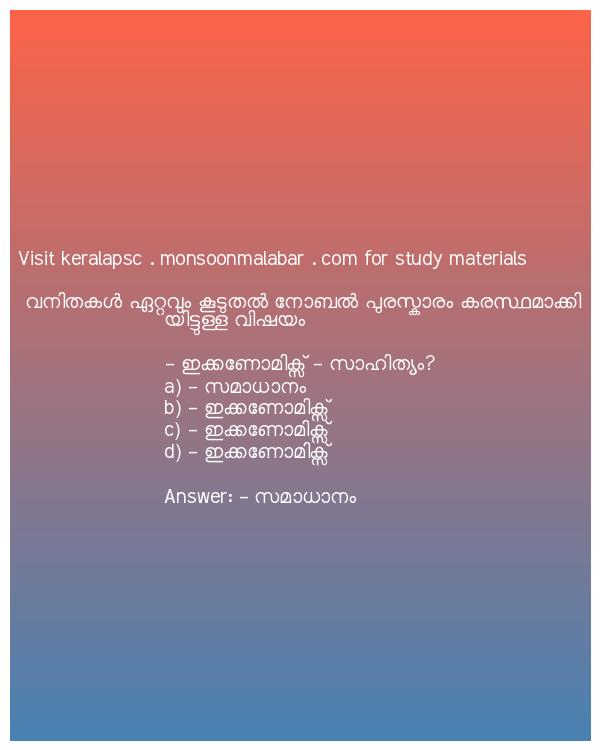 Visit keralapsc . monsoonmalabar . com for study materials
വനിതകൾ ഏറ്റവും കൂടുതൽ നോബൽ പുരസ്കാരം കരസ്ഥമാക്കി
യിട്ടുള്ള വിഷയം
- ഇക്കണോമിക്സ് - സാഹിത്യം?
a) - സമാധാനം
b) - ഇക്കണോമിക്സ്
c) - ഇക്കണോമിക്സ്
d) - ഇക്കണോമിക്സ്
Answer: - സമാധാനം